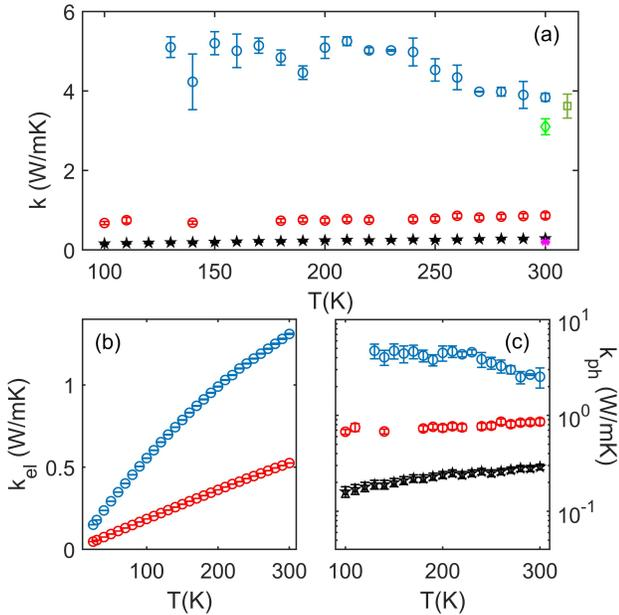 6
4
2
0
k (W/mK)
(a)
100 150 200 250 300
T(K)
(b)
1
0.5
0
k_el (W/mK)
100 200 300
T(K)
(c)
10^1
10^0
10^-1
k_ph (W/mK)
100 200 300
T(K)